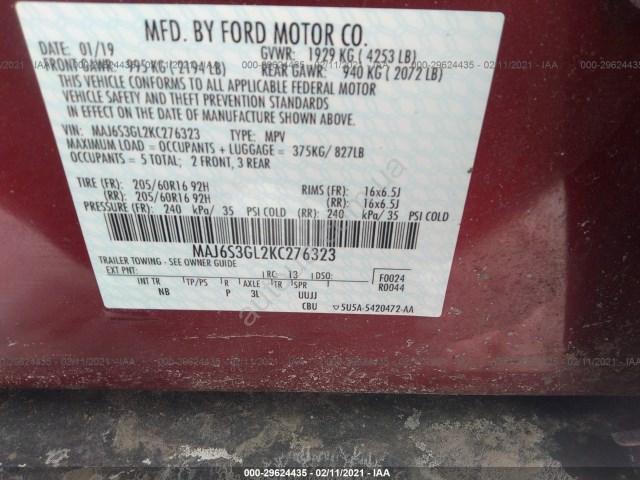 MFD. BY FORD MOTOR CO.
DATE: 01/19 GVWR: 1929 KG ( 4253 LB)
FRONT GAWR: 995 KG ( 2194 LB) REAR GAWR: 940 KG ( 2072 LB)
THIS VEHICLE CONFORMS TO ALL APPLICABLE FEDERAL MOTOR
VEHICLE SAFETY AND THEFT PREVENTION STANDARDS
IN EFFECT ON THE DATE OF MANUFACTURE SHOWN ABOVE.
VIN: MAJ6S3GL2KC276323 TYPE: MPV
MAXIMUM LOAD = OCCUPANTS + LUGGAGE = 375KG/ 827LB
OCCUPANTS = 5 TOTAL; 2 FRONT, 3 REAR
TIRE (FR): 205/60R16 92H RIMS (FR): 16x6.5J
(RR): 205/60R16 92H (RR): 16x6.5J
PRESSURE (FR): 240 kPa/ 35 PSI COLD (RR): 240 kPa/ 35 PSI COLD
MAJ6S3GL2KC276323
TRAILER TOWING - SEE OWNER GUIDE
EXT PNT: RC: 13 DSO: F0024
INT TR TP/PS R AXLE TR SPR R0044
NB P 3L UUJJ
CBU 5U5A-5420472-AA
000-29624435 - 02/11/2021 - IAA